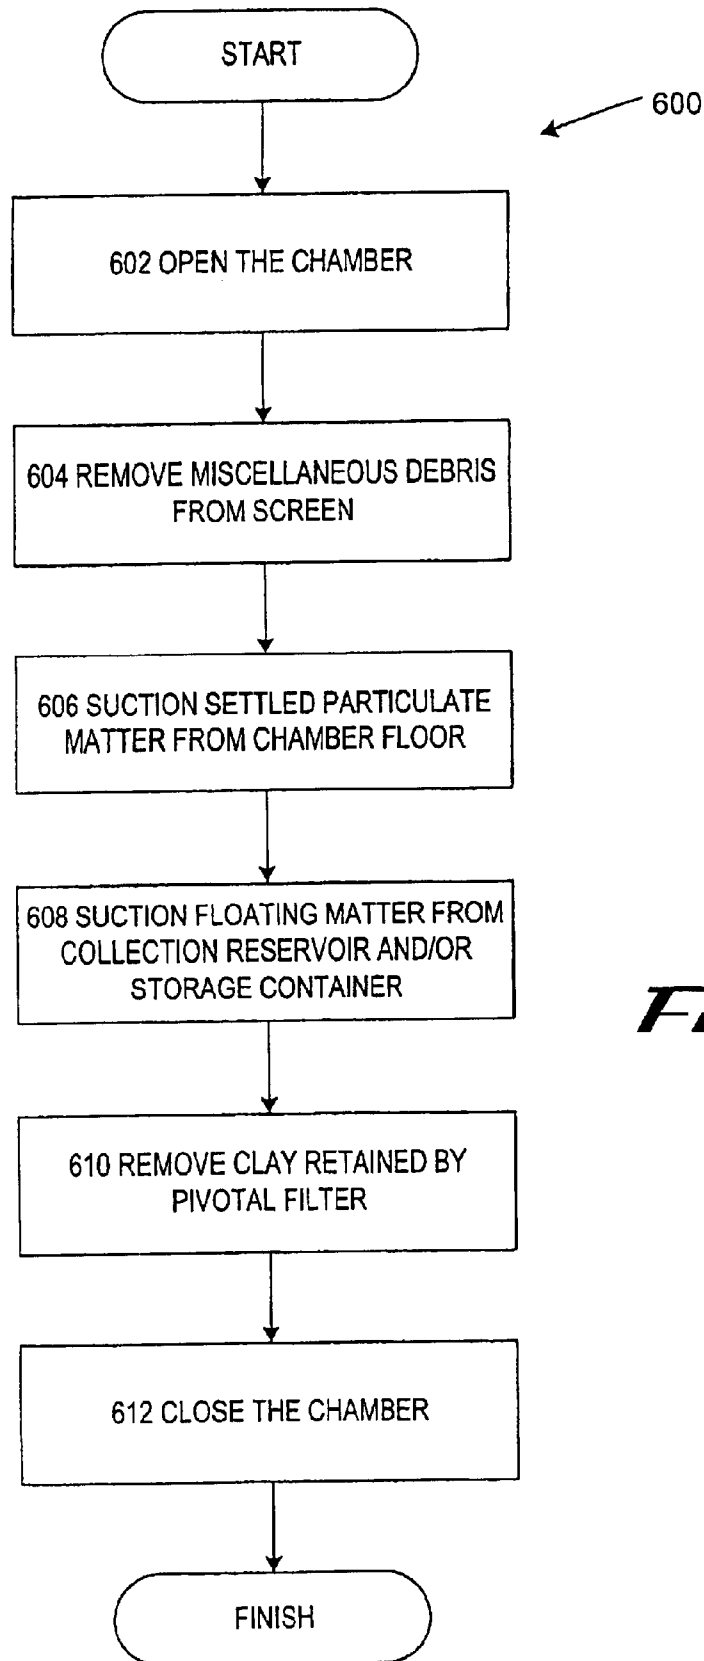 START
600
602 OPEN THE CHAMBER
604 REMOVE MISCELLANEOUS DEBRIS
FROM SCREEN
606 SUCTION SETTLED PARTICULATE
MATTER FROM CHAMBER FLOOR
608 SUCTION FLOATING MATTER FROM
COLLECTION RESERVOIR AND/OR
STORAGE CONTAINER
610 REMOVE CLAY RETAINED BY
PIVOTAL FILTER
612 CLOSE THE CHAMBER
FINISH